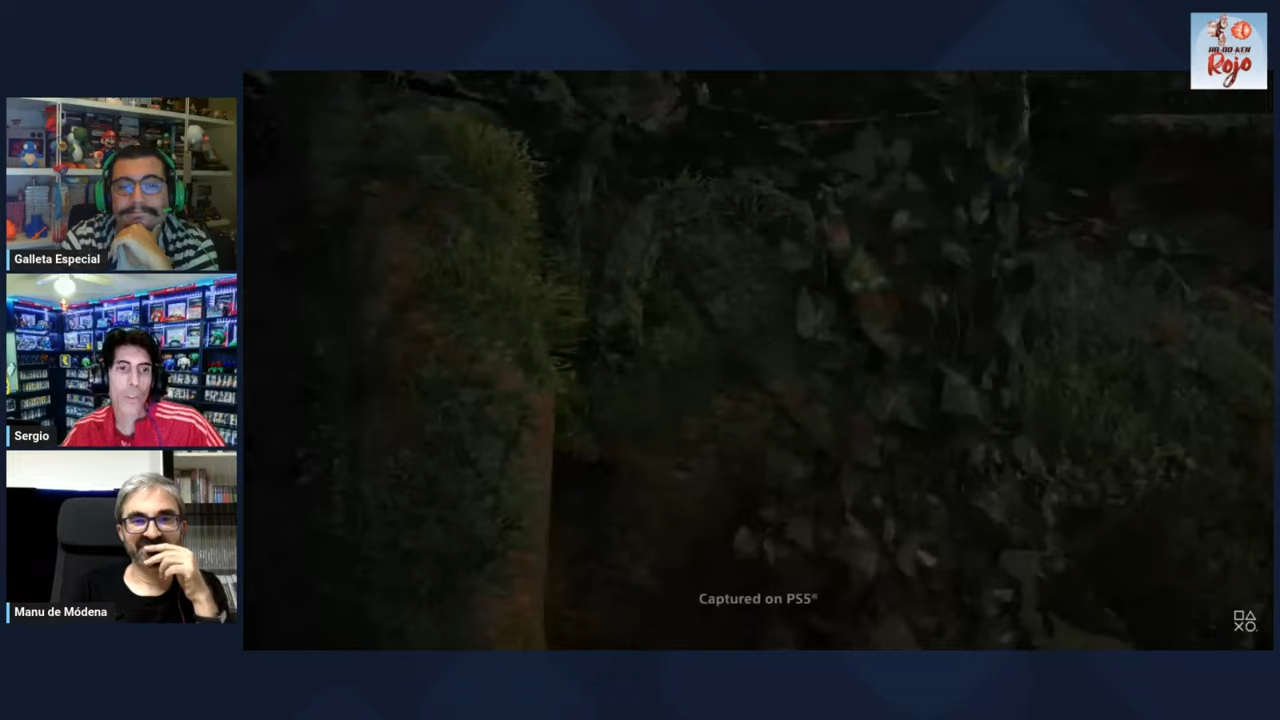 HA-DO-KEN
Rojo
Galleta Especial
Sergio
Manu de Módena
Captured on PS5®